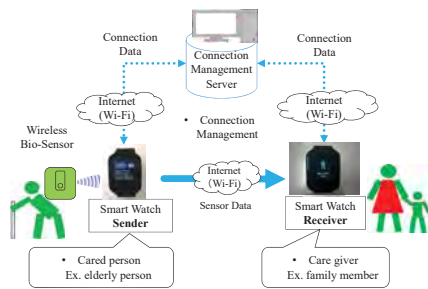 Connection
Data
Connection
Data
Connection
Management
Server
Internet
(Wi-Fi)
Internet
(Wi-Fi)
• Connection
Management
Wireless
Bio-Sensor
Internet
(Wi-Fi)
Smart Watch
Sender
Sensor Data
Smart Watch
Receiver
• Cared person
Ex. elderly person
• Care giver
Ex. family member